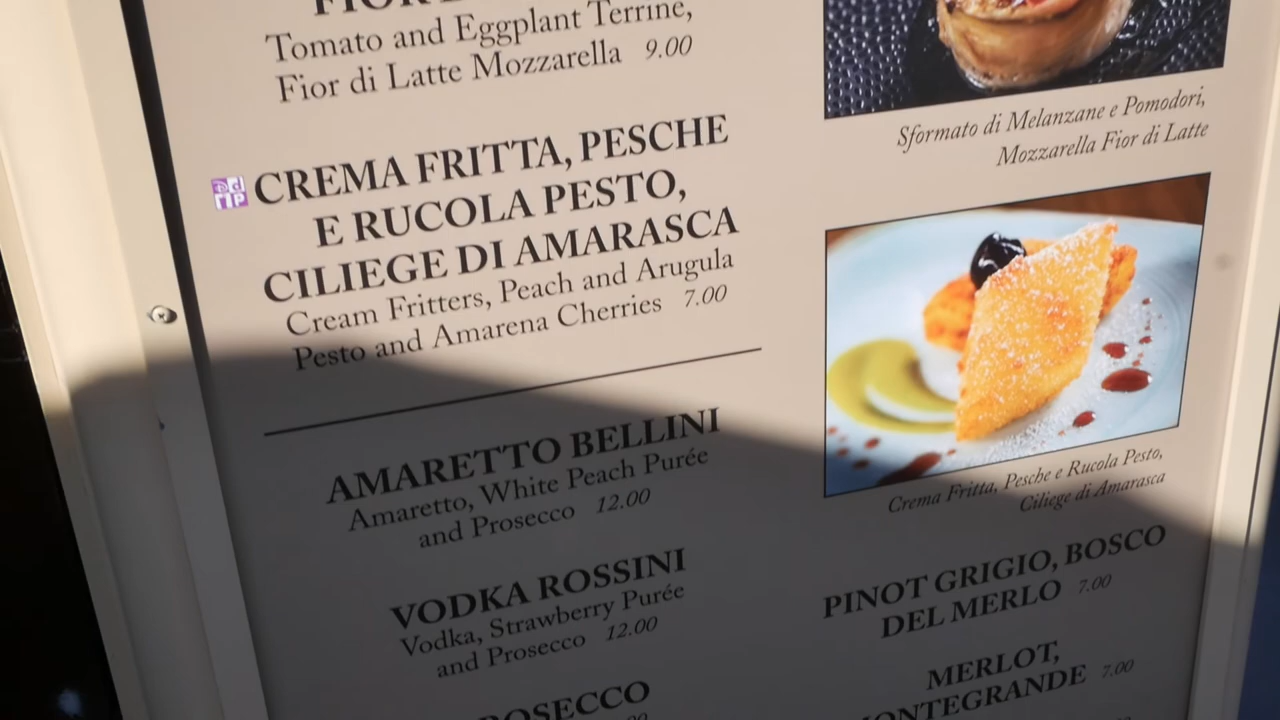 Tomato and Eggplant Terrine,
Fior di Latte Mozzarella 9.00
CREMA FRITTA, PESCHE
E RUCOLA PESTO,
CILIEGE DI AMARASCA
Cream Fritters, Peach and Arugula
Pesto and Amarena Cherries 7.00
AMARETTO BELLINI
Amaretto, White Peach Purée
and Prosecco 12.00
VODKA ROSSINI
Vodka, Strawberry Purée
and Prosecco 12.00
Sformato di Melanzane e Pomodori,
Mozzarella Fior di Latte
Crema Fritta, Pesche e Rucola Pesto,
Ciliege di Amarasca
PINOT GRIGIO, BOSCO
DEL MERLO 7.00
MERLOT,
7.00